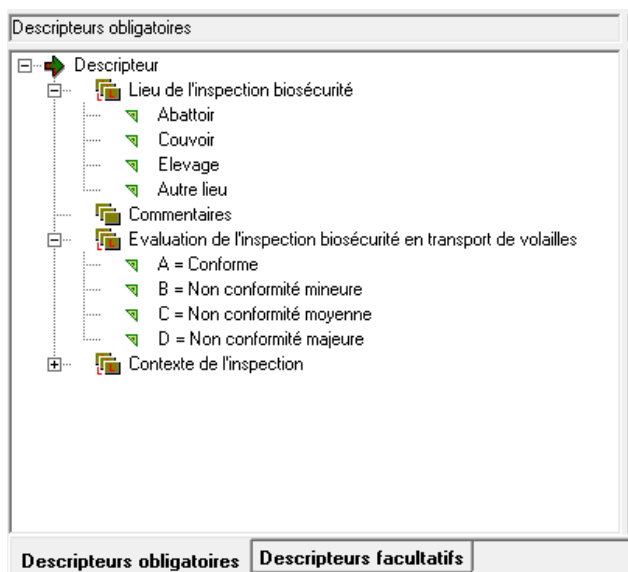 Descripteurs obligatoires
Descripteur
Lieu de l'inspection biosécurité
Abattoir
Couvoir
Elevage
Autre lieu
Commentaires
Evaluation de l'inspection biosécurité en transport de volailles
A = Conforme
B = Non conformité mineure
C = Non conformité moyenne
D = Non conformité majeure
Contexte de l'inspection
Descripteurs obligatoires Descripteurs facultatifs